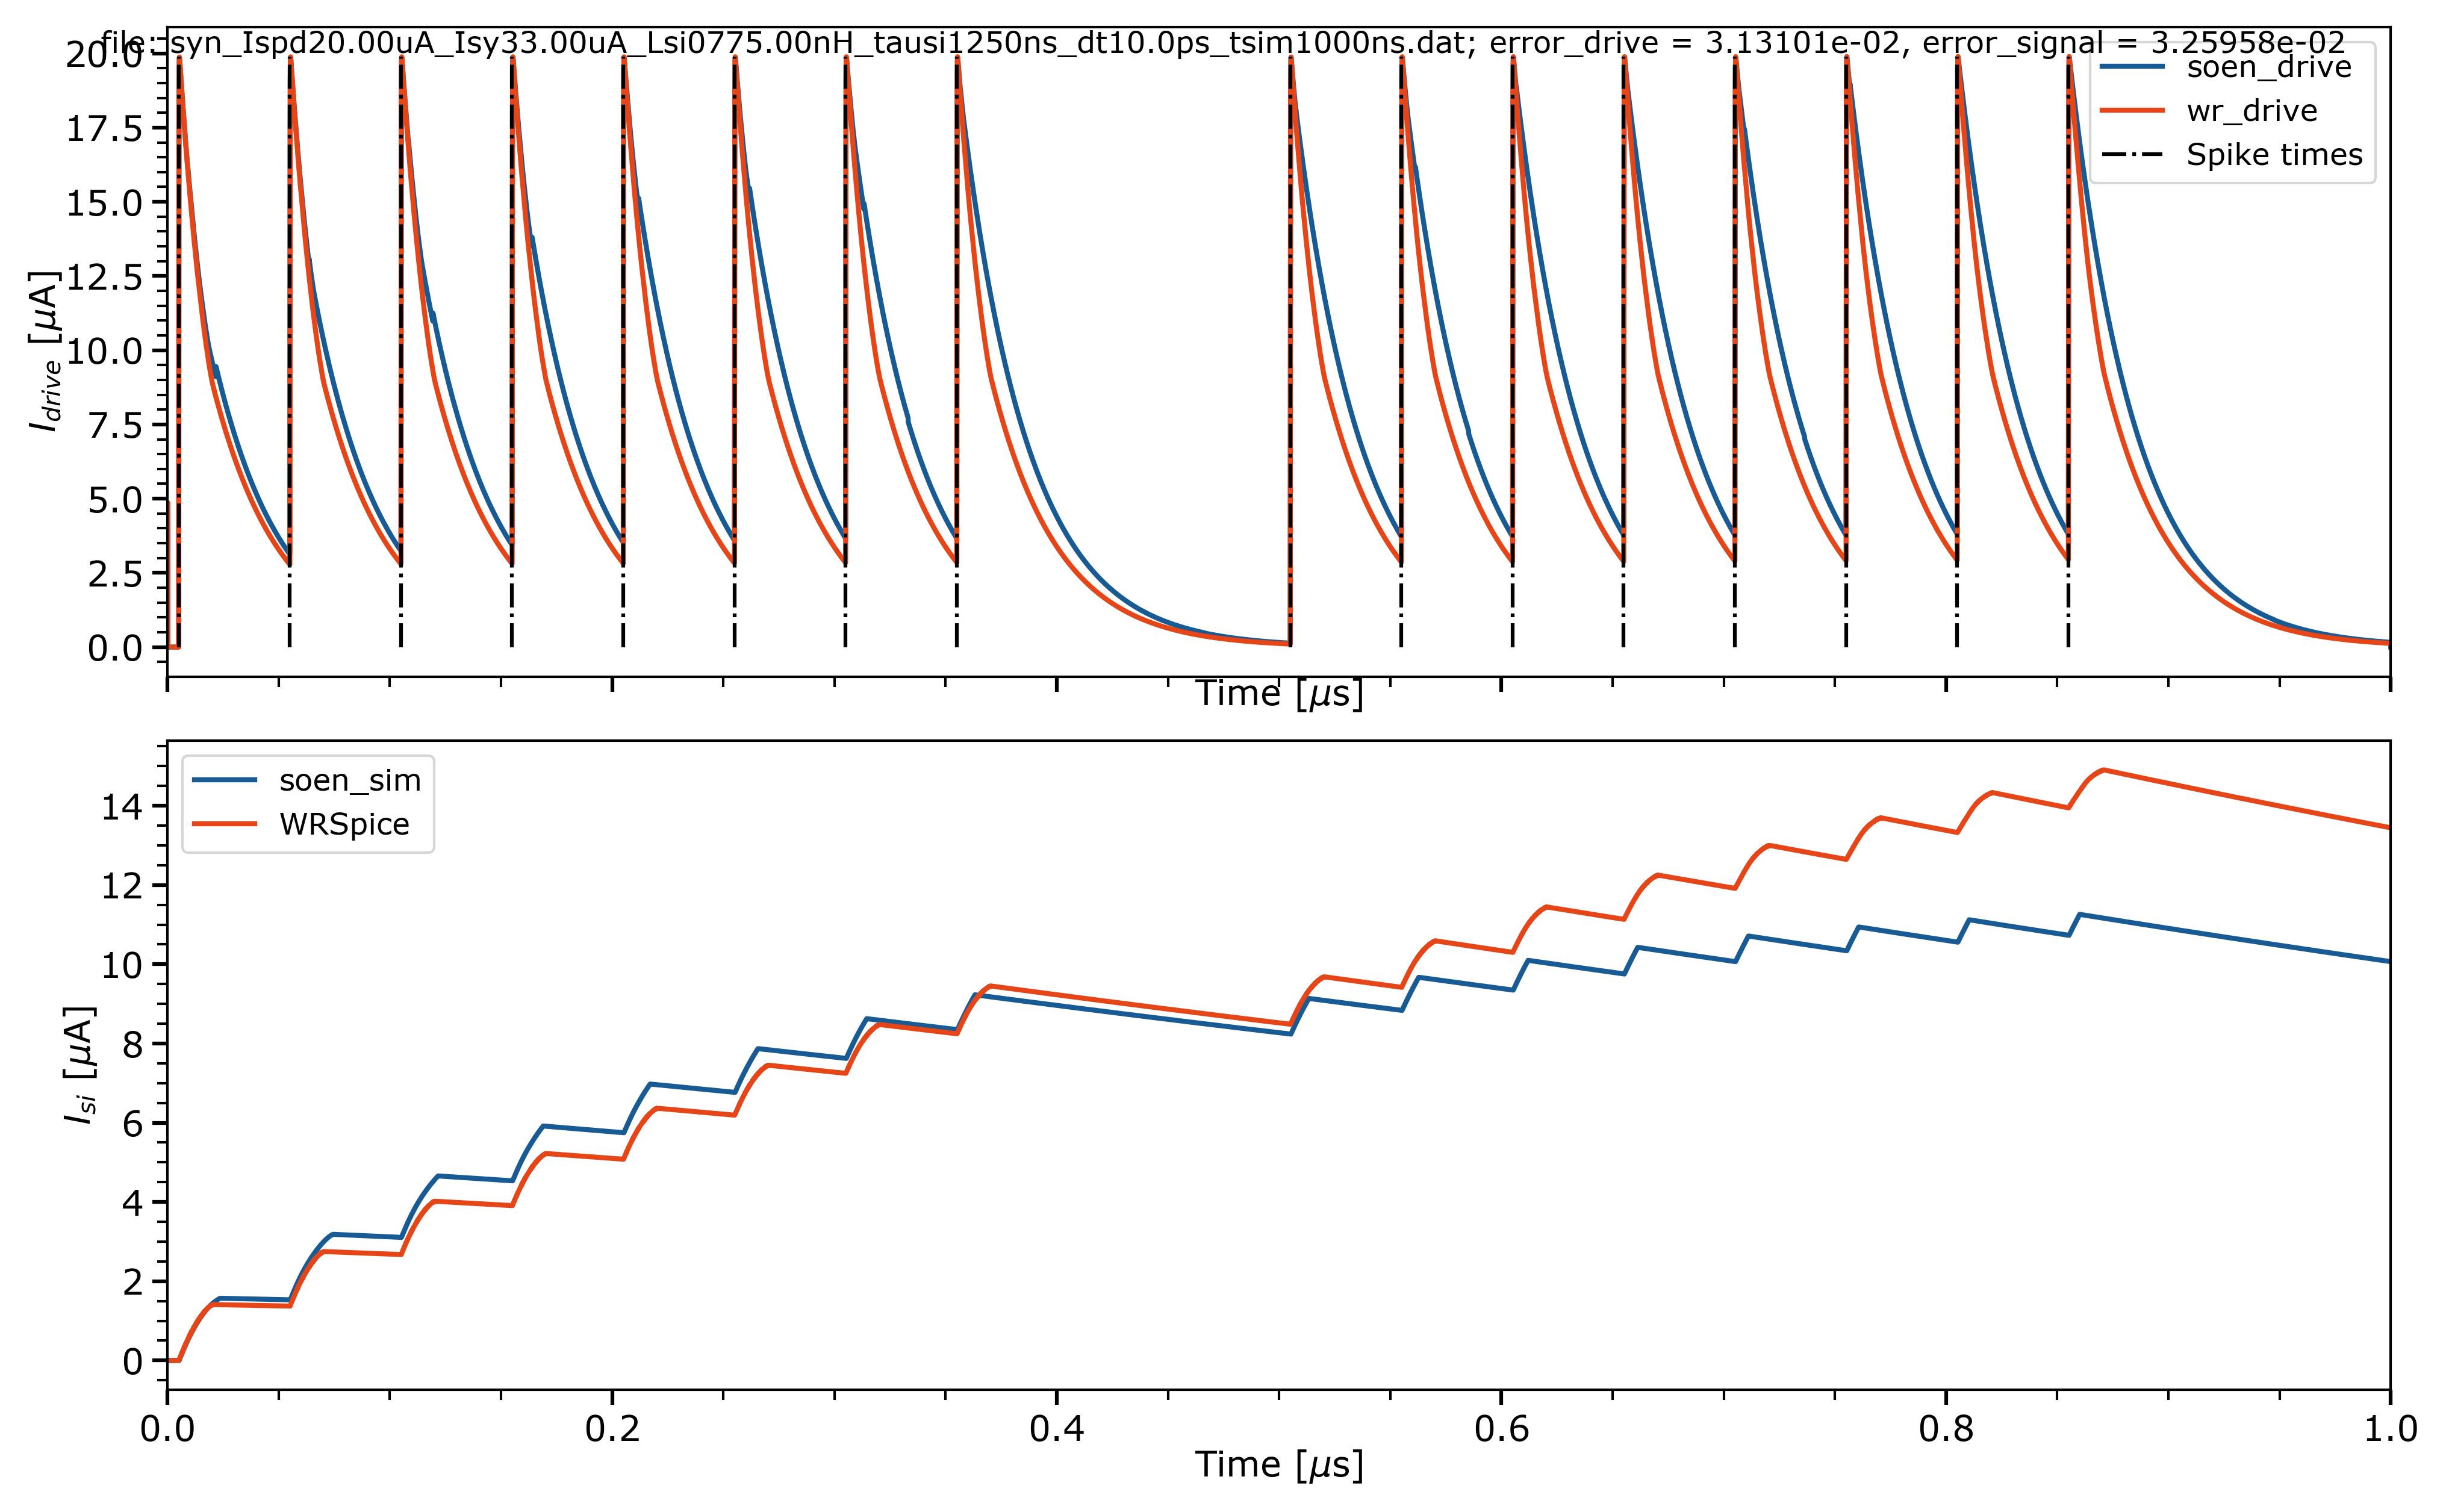 file: syn_Ispd20.00uA_Isy33.00uA_Lsi0775.00nH_tausi1250ns_dt10.0ps_tsim1000ns.dat; error_drive = 3.13101e-02, error_signal = 3.25958e-02
20.0
17.5
15.0
12.5
10.0
7.5
5.0
2.5
0.0
I_drive [μA]
soen_drive
wr_drive
Spike times
Time [μs]
soen_sim
WRSpice
14
12
10
8
6
4
2
0
I_si [μA]
0.0 0.2 0.4 0.6 0.8 1.0
Time [μs]